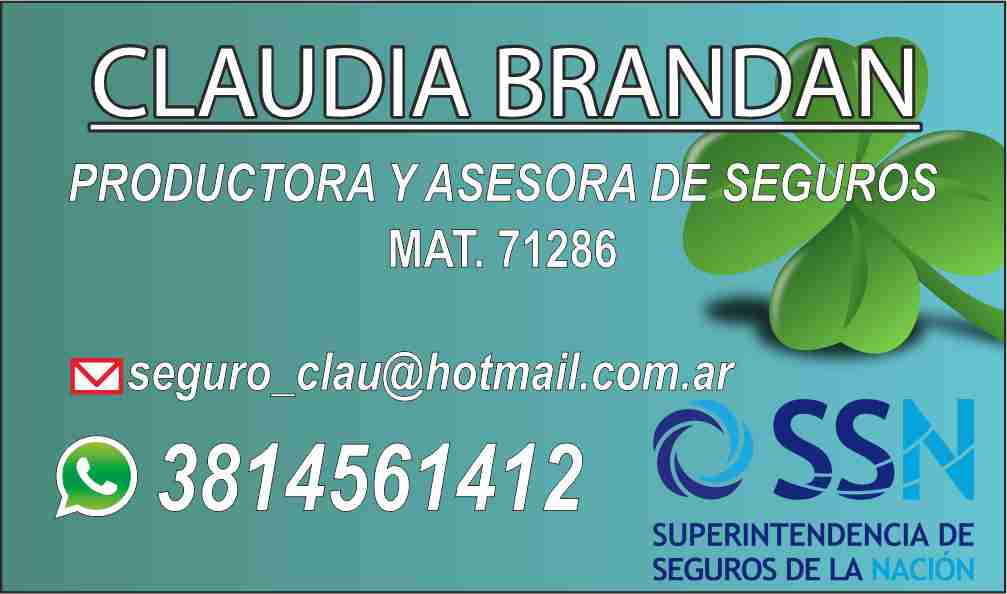 CLAUDIA BRANDAN
PRODUCTORA Y ASESORA DE SEGUROS
MAT. 71286
seguro_clau@hotmail.com.ar
3814561412
SSN
SUPERINTENDENCIA DE
SEGUROS DE LA NACIÓN